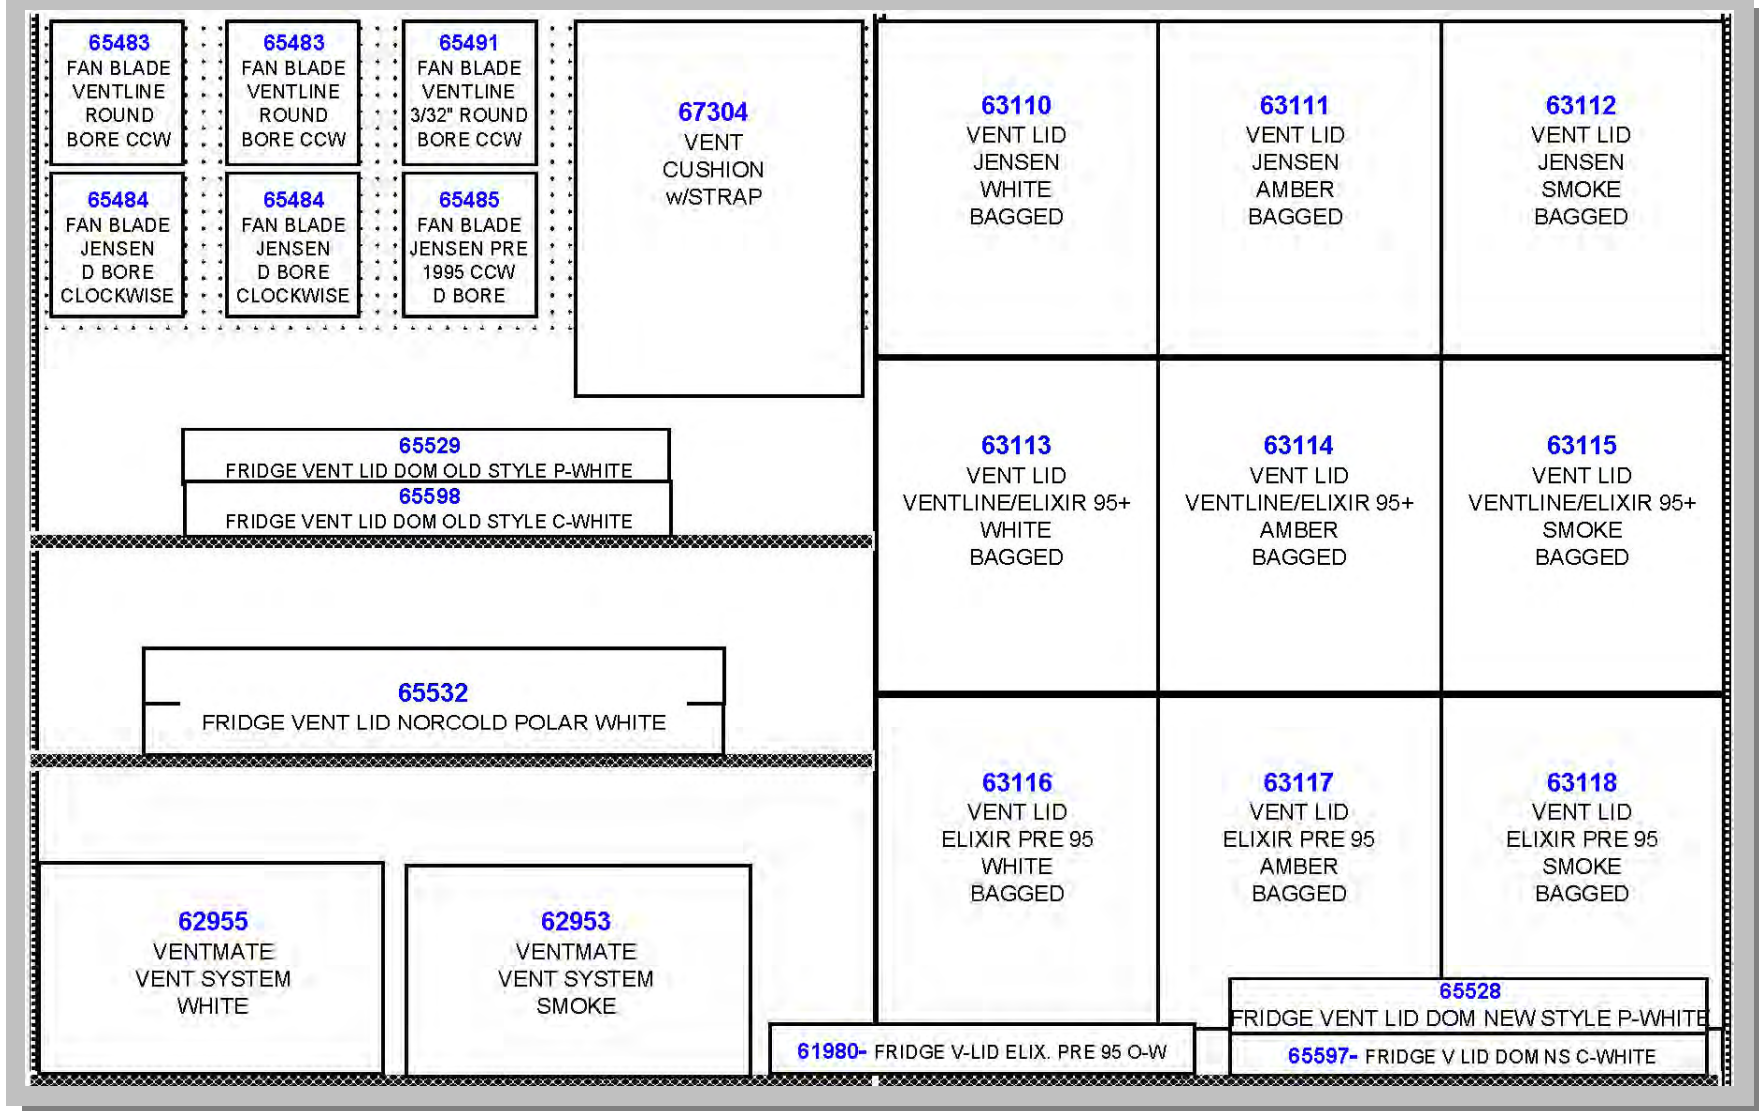 65483
FAN BLADE
VENTLINE
ROUND
BORE CCW
65483
FAN BLADE
VENTLINE
ROUND
BORE CCW
65491
FAN BLADE
VENTLINE
3/32" ROUND
BORE CCW
65484
FAN BLADE
JENSEN
D BORE
CLOCKWISE
65484
FAN BLADE
JENSEN
D BORE
CLOCKWISE
65485
FAN BLADE
JENSEN PRE
1995 CCW
D BORE
67304
VENT
CUSHION
w/STRAP
65529
FRIDGE VENT LID DOM OLD STYLE P-WHITE
65598
FRIDGE VENT LID DOM OLD STYLE C-WHITE
65532
FRIDGE VENT LID NORCOLD POLAR WHITE
62955
VENTMATE
VENT SYSTEM
WHITE
62953
VENTMATE
VENT SYSTEM
SMOKE
63110
VENT LID
JENSEN
WHITE
BAGGED
63111
VENT LID
JENSEN
AMBER
BAGGED
63112
VENT LID
JENSEN
SMOKE
BAGGED
63113
VENT LID
VENTLINE/ELIXIR 95+
WHITE
BAGGED
63114
VENT LID
VENTLINE/ELIXIR 95+
AMBER
BAGGED
63115
VENT LID
VENTLINE/ELIXIR 95+
SMOKE
BAGGED
63116
VENT LID
ELIXIR PRE 95
WHITE
BAGGED
63117
VENT LID
ELIXIR PRE 95
AMBER
BAGGED
63118
VENT LID
ELIXIR PRE 95
SMOKE
BAGGED
65528
FRIDGE VENT LID DOM NEW STYLE P-WHITE
61980- FRIDGE V-LID ELIX. PRE 95 O-W
65597- FRIDGE V LID DOM NS C-WHITE